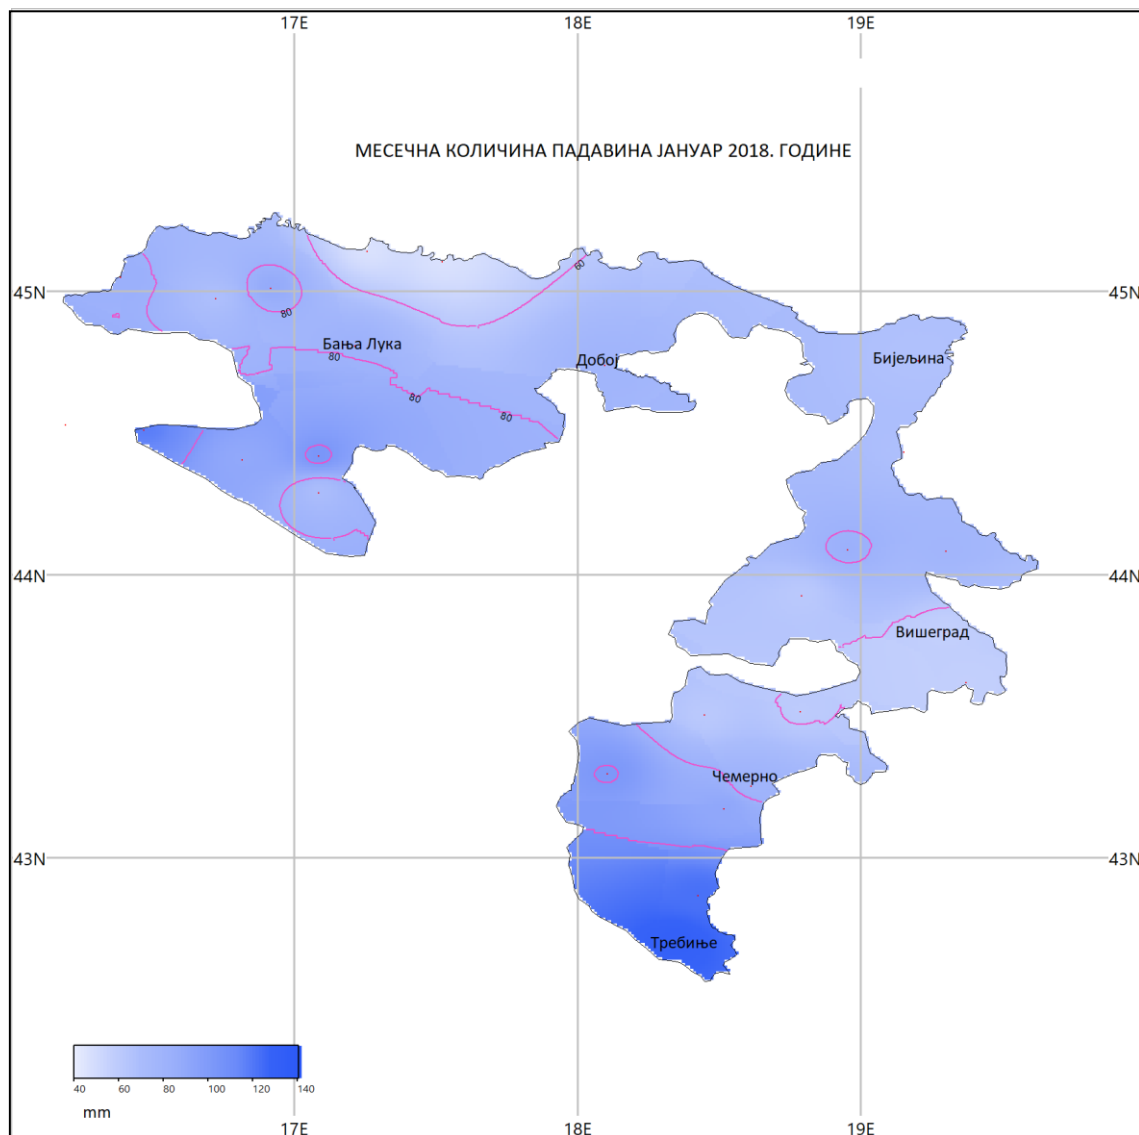 17E 18E 19E
МЕСЕЧНА КОЛИЧИНА ПАДАВИНА ЈАНУАР 2018. ГОДИНЕ
60
45N 45N
80
Бања Лука
80
Добој
Бијељина
80
80
44N 44N
Вишеград
Чемерно
43N 43N
Требиње
40 60 80 100 120 140
mm
17E 18E 19E